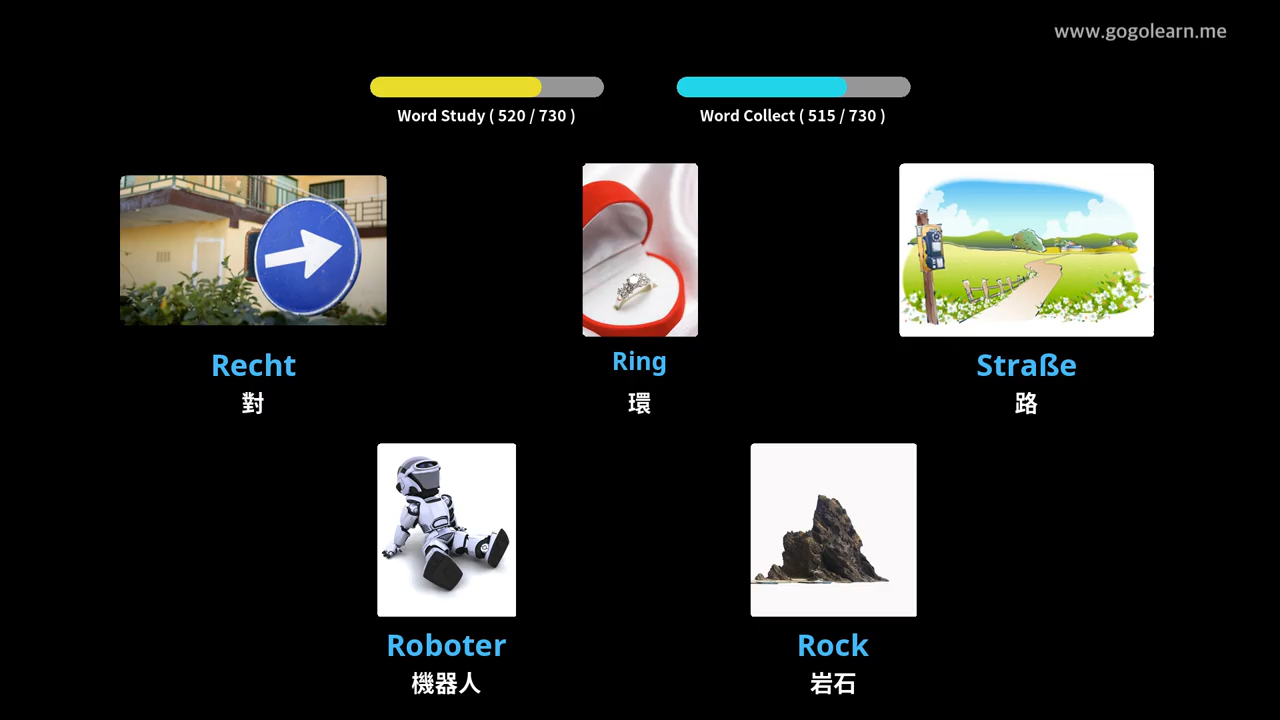 www.gogolearn.me
Word Study ( 520 / 730 )
Word Collect ( 515 / 730 )
Recht
對
Ring
環
Straße
路
Roboter
機器人
Rock
岩石